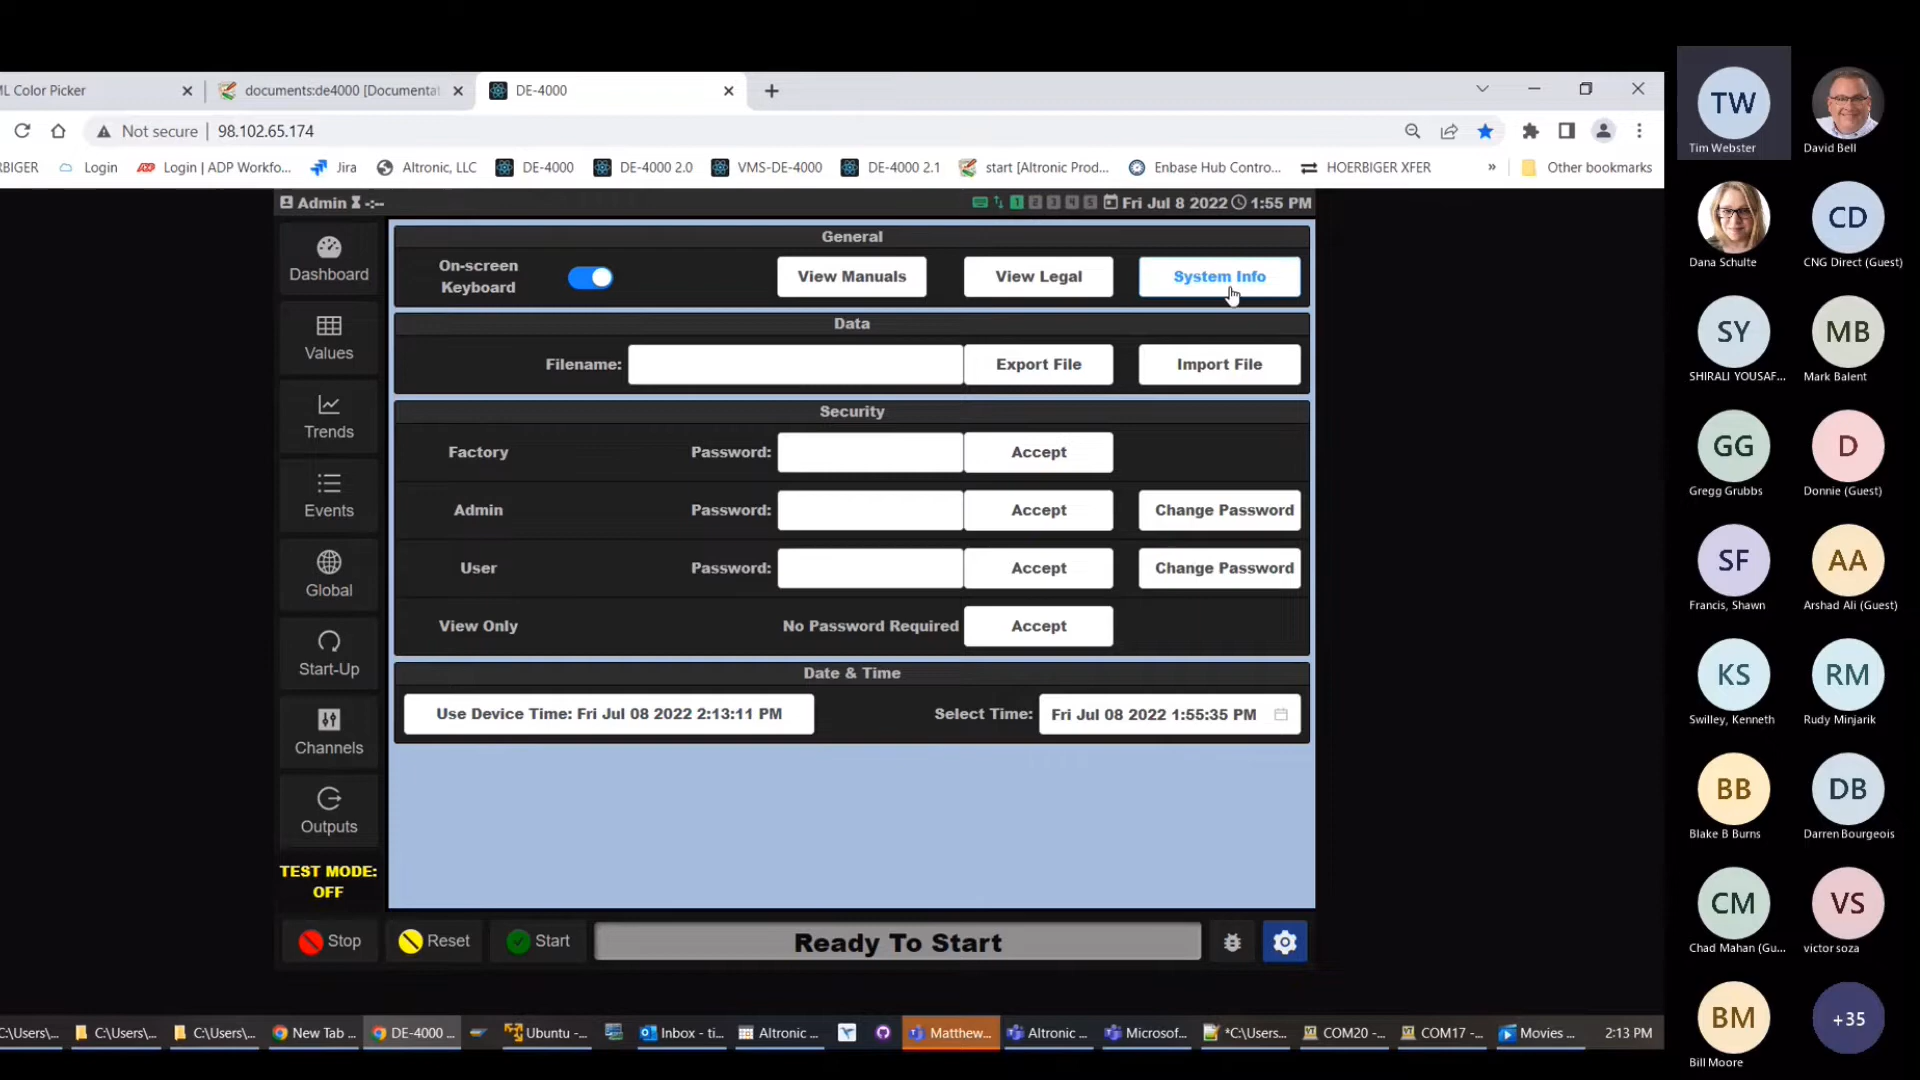 ML Color Picker
documents:de4000 [Documentat
DE-4000
Not secure
98.102.65.174
RBIGER
Login
Login | ADP Workfo...
Jira
Altronic, LLC
DE-4000
DE-4000 2.0
VMS-DE-4000
DE-4000 2.1
start [Altronic Prod...
Enbase Hub Contro...
HOERBIGER XFER
»
Other bookmarks
Admin -:--
1 2 3 4 5 Fri Jul 8 2022 1:55 PM
Dashboard
Values
Trends
Events
Global
Start-Up
Channels
Outputs
TEST MODE:
OFF
General
On-screen
Keyboard
View Manuals
View Legal
System Info
Data
Filename:
Export File
Import File
Security
Factory Password: Accept
Admin Password: Accept Change Password
User Password: Accept Change Password
View Only No Password Required Accept
Date & Time
Use Device Time: Fri Jul 08 2022 2:13:11 PM
Select Time: Fri Jul 08 2022 1:55:35 PM
Stop
Reset
Start
Ready To Start
C:\Users\...
C:\Users\...
C:\Users\...
New Tab ...
DE-4000 ...
Ubuntu -...
Inbox - ti...
Altronic ...
Matthew...
Altronic ...
Microsof...
*C:\Users...
COM20 -...
COM17 -...
Movies ...
2:13 PM
TW
Tim Webster
David Bell
Dana Schulte
CD
CNG Direct (Guest)
SY
SHIRALI YOUSAF...
MB
Mark Balent
GG
Gregg Grubbs
D
Donnie (Guest)
SF
Francis, Shawn
AA
Arshad Ali (Guest)
KS
Swilley, Kenneth
RM
Rudy Minjarik
BB
Blake B Burns
DB
Darren Bourgeois
CM
Chad Mahan (Gu...
VS
victor soza
BM
Bill Moore
+35